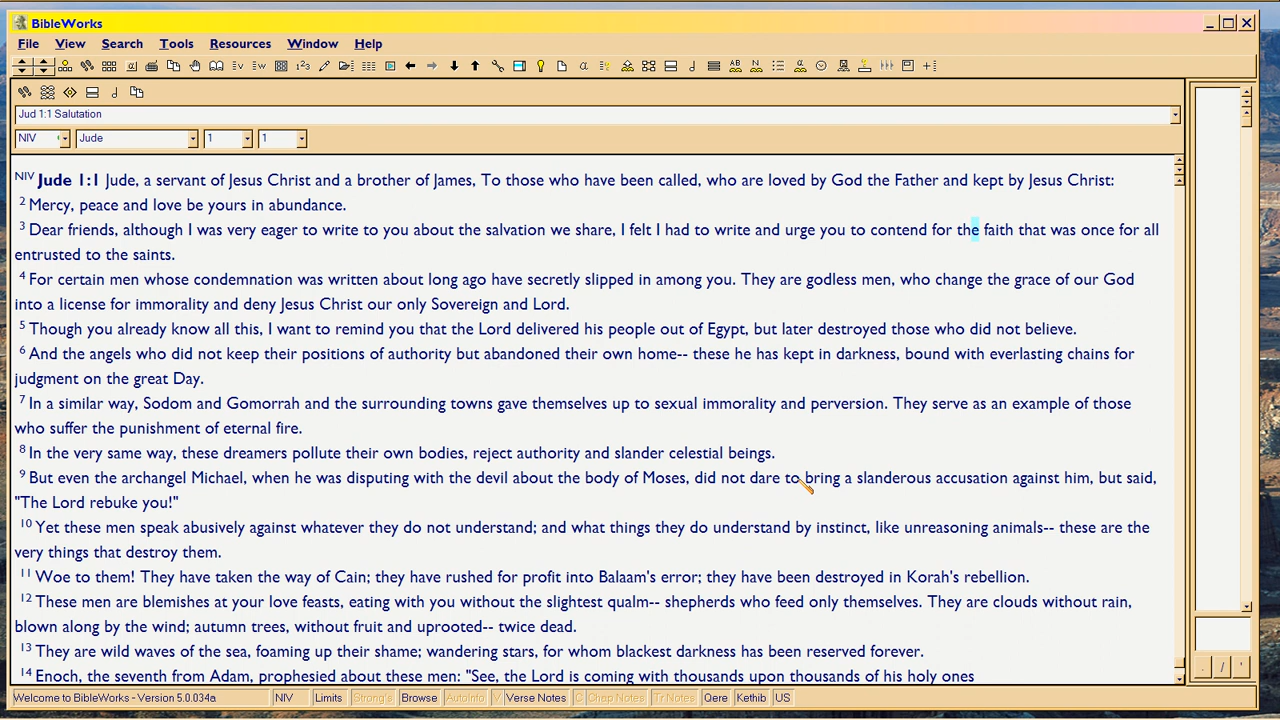 BibleWorks
File View Search Tools Resources Window Help
Jud 1:1 Salutation
NIV Jude 1 1
NIV Jude 1:1 Jude, a servant of Jesus Christ and a brother of James, To those who have been called, who are loved by God the Father and kept by Jesus Christ:
2 Mercy, peace and love be yours in abundance.
3 Dear friends, although I was very eager to write to you about the salvation we share, I felt I had to write and urge you to contend for the faith that was once for all
entrusted to the saints.
4 For certain men whose condemnation was written about long ago have secretly slipped in among you. They are godless men, who change the grace of our God
into a license for immorality and deny Jesus Christ our only Sovereign and Lord.
5 Though you already know all this, I want to remind you that the Lord delivered his people out of Egypt, but later destroyed those who did not believe.
6 And the angels who did not keep their positions of authority but abandoned their own home-- these he has kept in darkness, bound with everlasting chains for
judgment on the great Day.
7 In a similar way, Sodom and Gomorrah and the surrounding towns gave themselves up to sexual immorality and perversion. They serve as an example of those
who suffer the punishment of eternal fire.
8 In the very same way, these dreamers pollute their own bodies, reject authority and slander celestial beings.
9 But even the archangel Michael, when he was disputing with the devil about the body of Moses, did not dare to bring a slanderous accusation against him, but said,
"The Lord rebuke you!"
10 Yet these men speak abusively against whatever they do not understand; and what things they do understand by instinct, like unreasoning animals-- these are the
very things that destroy them.
11 Woe to them! They have taken the way of Cain; they have rushed for profit into Balaam's error; they have been destroyed in Korah's rebellion.
12 These men are blemishes at your love feasts, eating with you without the slightest qualm-- shepherds who feed only themselves. They are clouds without rain,
blown along by the wind; autumn trees, without fruit and uprooted-- twice dead.
13 They are wild waves of the sea, foaming up their shame; wandering stars, for whom blackest darkness has been reserved forever.
14 Enoch, the seventh from Adam, prophesied about these men: "See, the Lord is coming with thousands upon thousands of his holy ones
. / '
Welcome to BibleWorks - Version 5.0.034a NIV Limits Strong's Browse AutoInfo V Verse Notes C Chap Notes Tr Notes Qere Kethib US